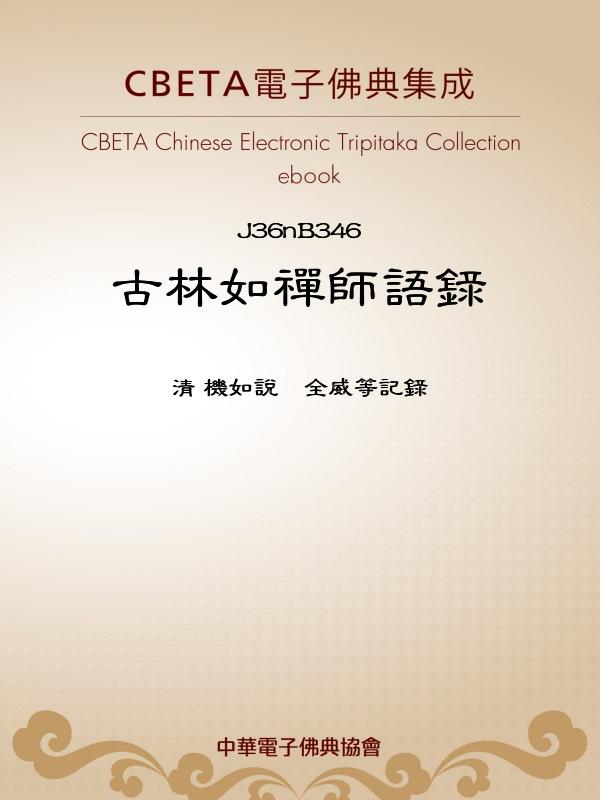 CBETA電子佛典集成
CBETA Chinese Electronic Tripitaka Collection
ebook
J36nB346
古林如禪師語錄
清 機如說　全威等記錄
中華電子佛典協會